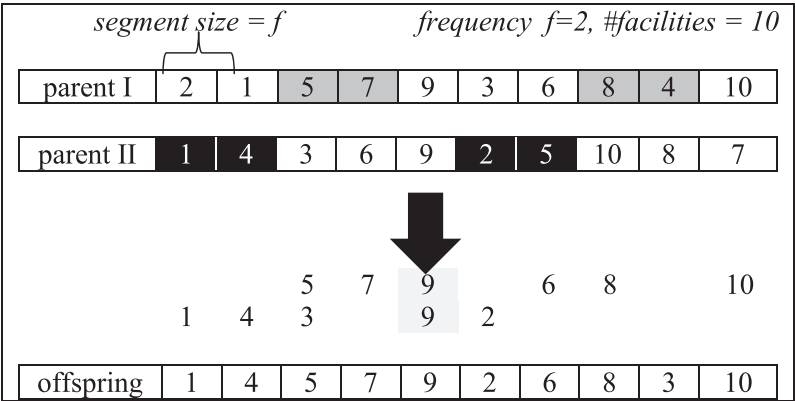 segment size = f frequency f=2, #facilities = 10
parent I 2 1 5 7 9 3 6 8 4 10
parent II 1 4 3 6 9 2 5 10 8 7
5 7 9 6 8 10
1 4 3 9 2
offspring 1 4 5 7 9 2 6 8 3 10